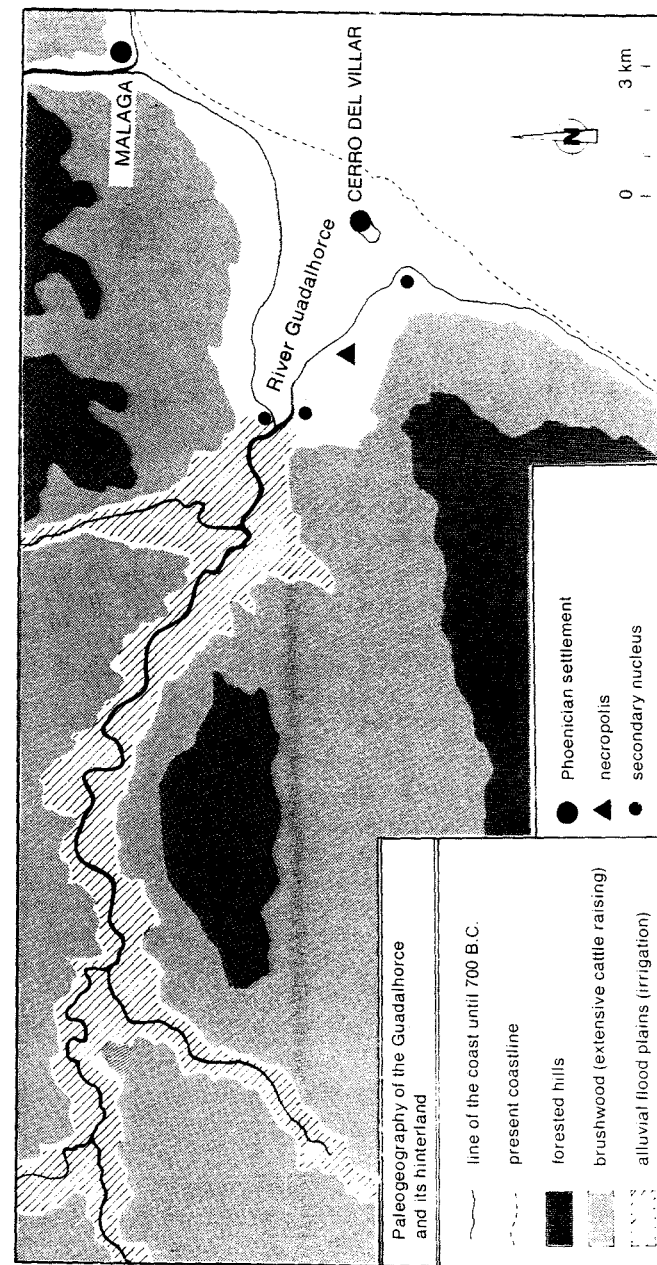 MALAGA
River Guadalhorce
CERRO DEL VILLAR
N
0 3 km
Paleogeography of the Guadalhorce
and its hinterland
line of the coast until 700 B.C.
present coastline
forested hills
brushwood (extensive cattle raising)
alluvial flood plains (irrigation)
Phoenician settlement
necropolis
secondary nucleus